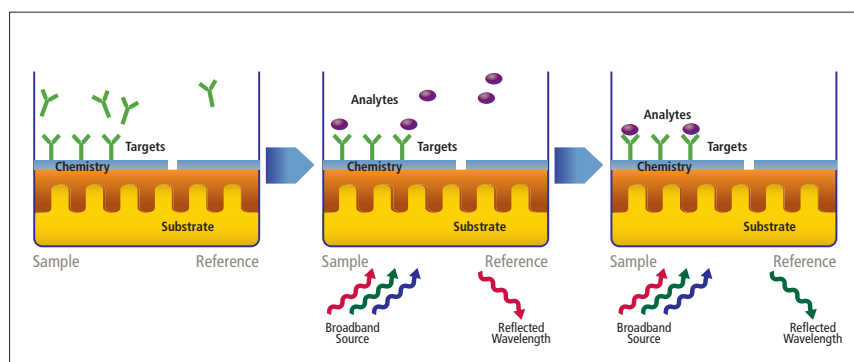 Targets
Chemistry
Substrate
Sample Reference
Analytes
Targets
Chemistry
Substrate
Sample Reference
Broadband
Source
Reflected
Wavelength
Analytes
Targets
Chemistry
Substrate
Sample Reference
Broadband
Source
Reflected
Wavelength